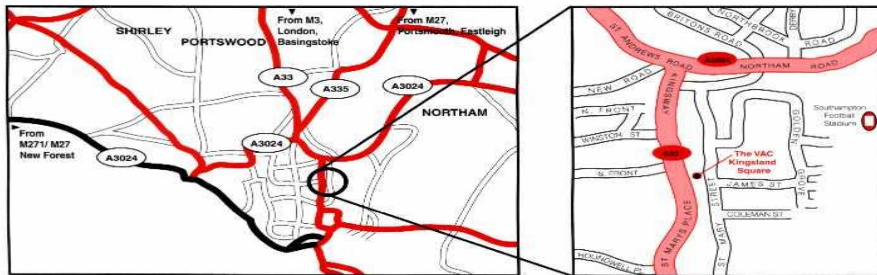 From M3,
London,
Basingstoke
From M27,
Portsmouth, Eastleigh
SHIRLEY
PORTSWOOD
A33
A335
A3024
NORTHAM
From
M271/ M27
New Forest
A3024
A3024
ST ANDREWS ROAD
BRITONS ROAD
NORTHBROOK
ROAD
DERBY
NORTHAM ROAD
NEW ROAD
KINGSWAY
N. FRONT
WINSTON ST
S. FRONT
GOLDEN GROVE
Southampton
Football
Stadium
The VAC
Kingsland
Square
JAMES ST
ST MARY STREET
COLEMAN ST
ST MARYS PLACE